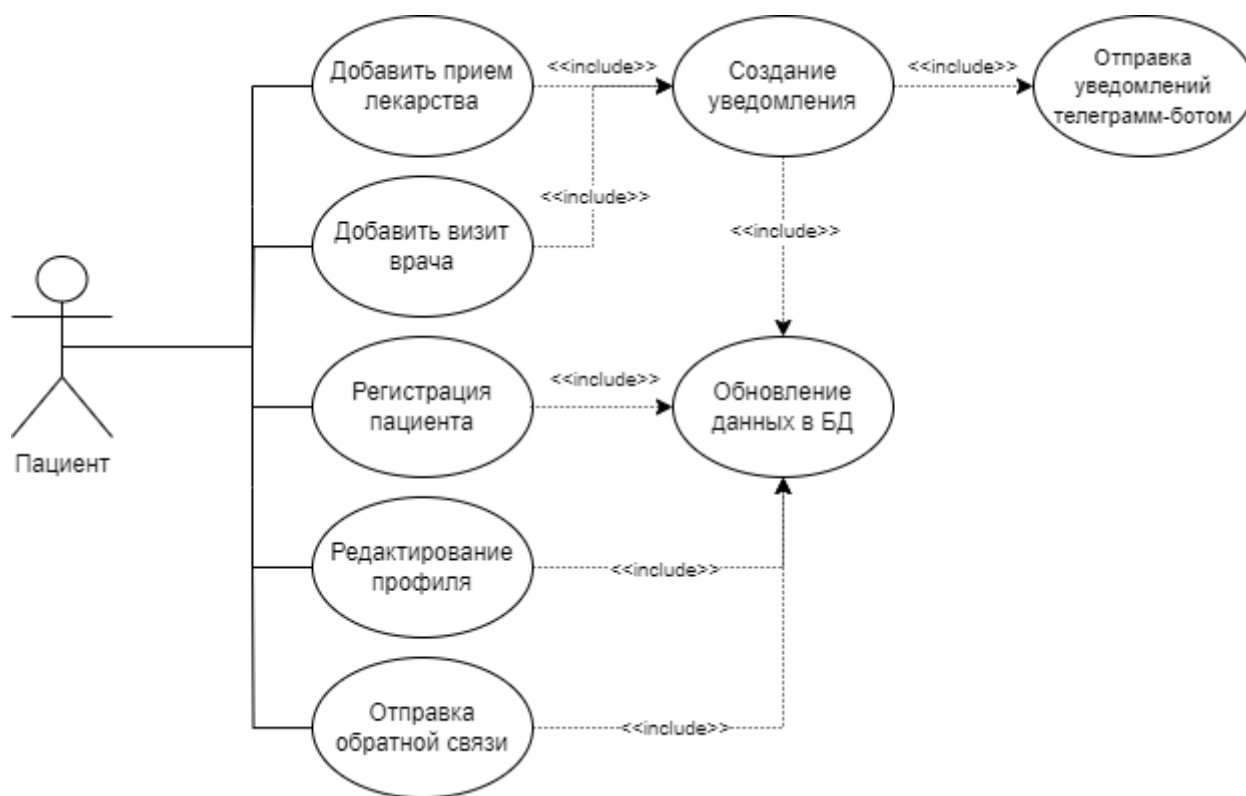 Добавить прием
лекарства
<<include>>
Создание
уведомления
<<include>>
Отправка
уведомлений
телеграмм-ботом
<<include>>
Добавить визит
врача
<<include>>
Пациент
Регистрация
пациента
<<include>>
Обновление
данных в БД
Редактирование
профиля
<<include>>
Отправка
обратной связи
<<include>>